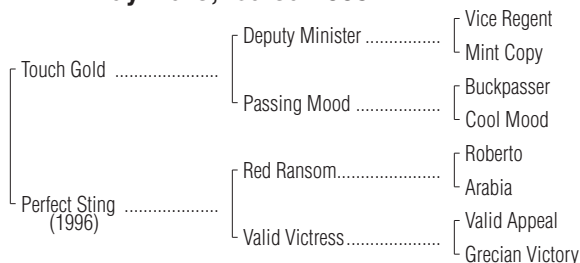 Vice Regent
Deputy Minister ..................
Mint Copy
Touch Gold .....................
Buckpasser
Passing Mood ..................
Cool Mood
Roberto
Red Ransom...................
Arabia
Perfect Sting ...................
(1996)
Valid Appeal
Valid Victress..................
Grecian Victory